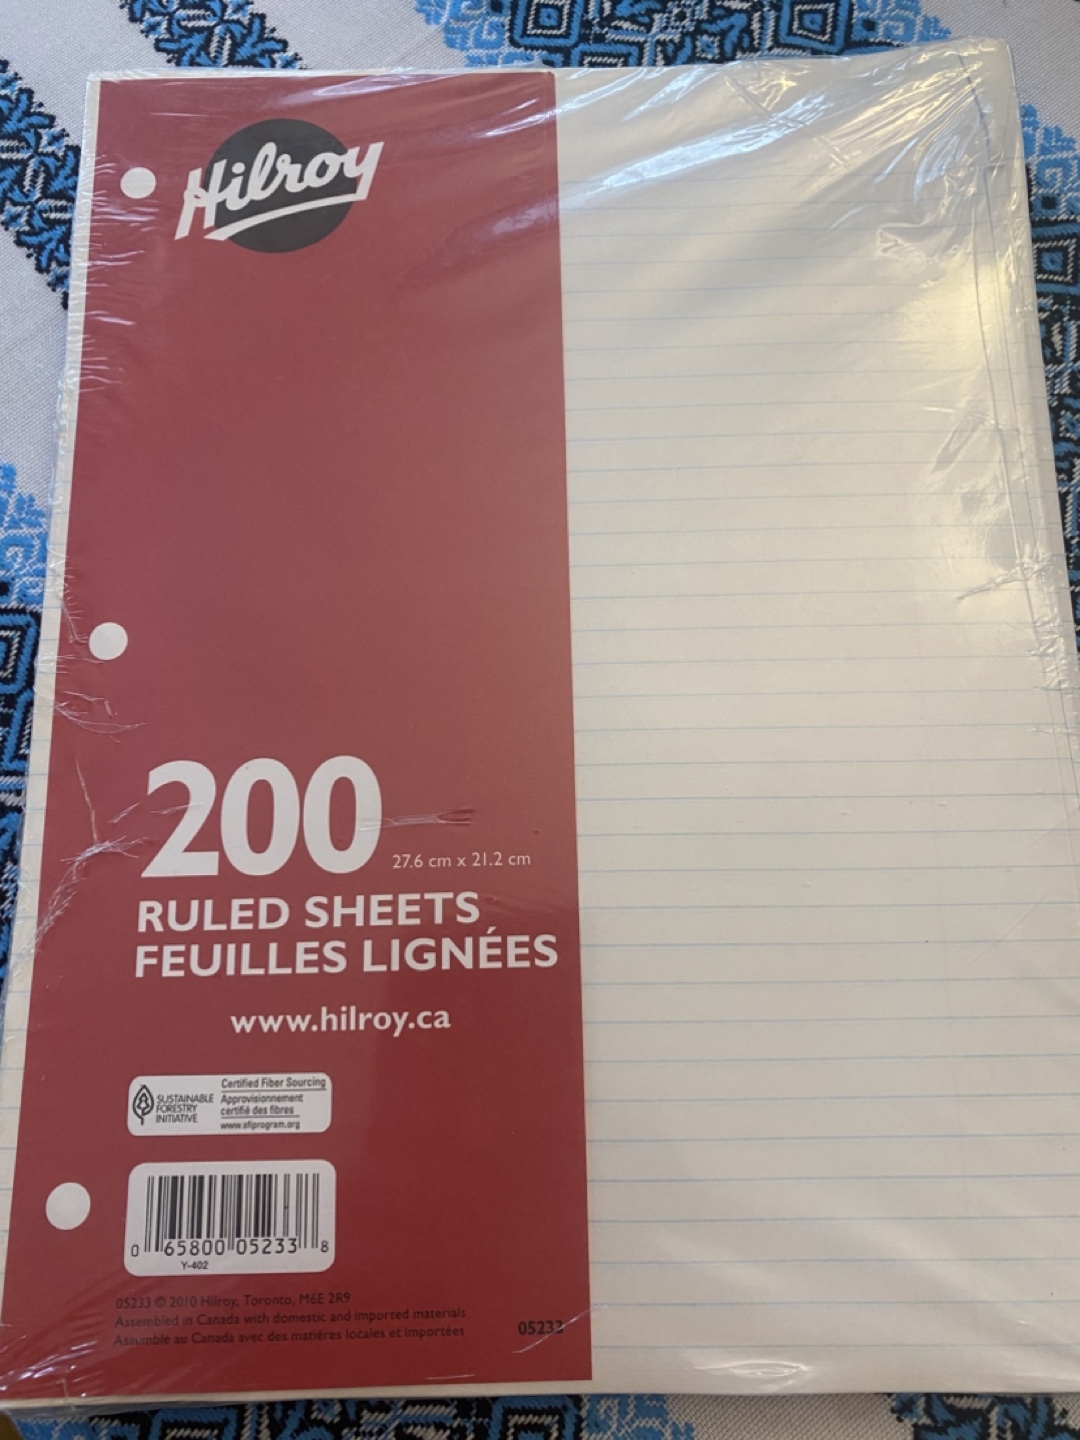 Hilroy
200
27.6 cm x 21.2 cm
RULED SHEETS
FEUILLES LIGNÉES
www.hilroy.ca
SUSTAINABLE
FORESTRY
INITIATIVE
Certified Fiber Sourcing
Approvisionnement
certifié des fibres
www.sfiprogram.org
0 65800 05233 8
Y-402
05233 © 2010 Hilroy, Toronto, M6E 2R9
Assembled in Canada with domestic and imported materials
Assemblé au Canada avec des matières locales et importées
05233